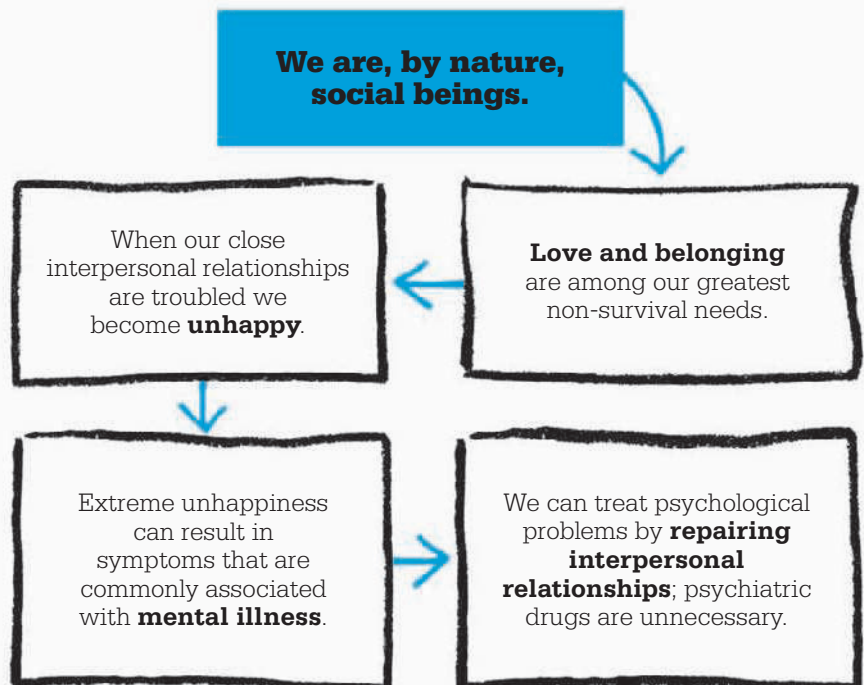 We are, by nature,
social beings.
Love and belonging
are among our greatest
non-survival needs.
When our close
interpersonal relationships
are troubled we
become unhappy.
Extreme unhappiness
can result in
symptoms that are
commonly associated
with mental illness.
We can treat psychological
problems by repairing
interpersonal
relationships; psychiatric
drugs are unnecessary.